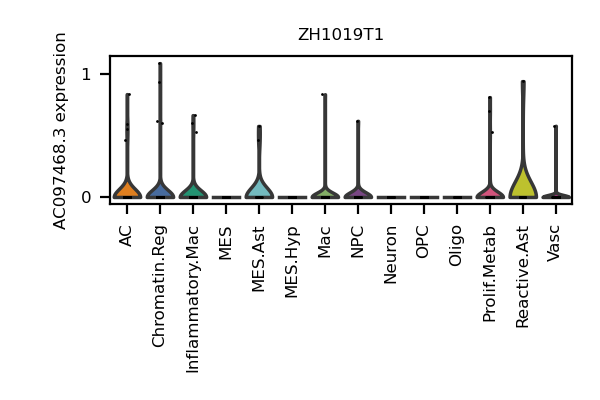 ZH1019T1
AC097468.3 expression
1
0
AC
Chromatin.Reg
Inflammatory.Mac
MES
MES.Ast
MES.Hyp
Mac
NPC
Neuron
OPC
Oligo
Prolif.Metab
Reactive.Ast
Vasc